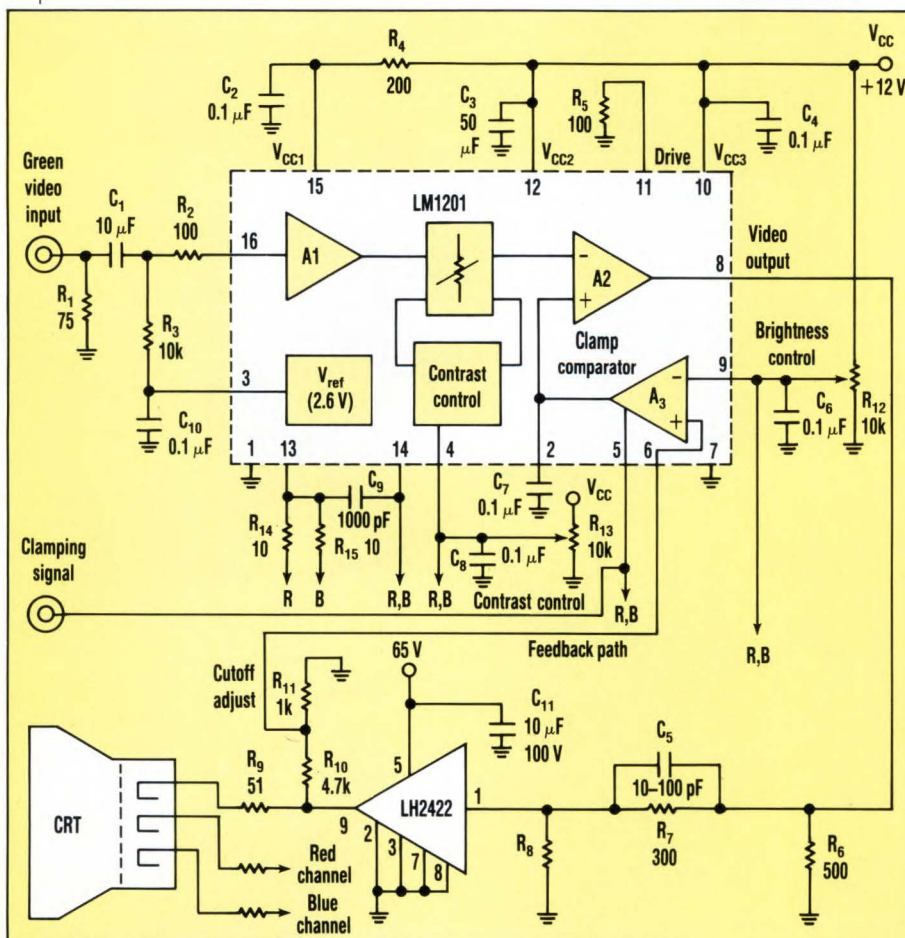 R4
200
VCC
+12 V
C2
0.1 μF
C3
50
μF
R5
100
C4
0.1 μF
VCC1
VCC2
Drive
VCC3
15
12
11
10
Green
video
input
C1
10 μF
R2
100
16
LM1201
A1
A2
−
+
Video
output
8
R1
75
R3
10k
3
Vref
(2.6 V)
Contrast
control
Clamp
comparator
A3
−
+
9
Brightness
control
C10
0.1 μF
C6
0.1 μF
R12
10k
1
13
14
4
2
5
6
7
C9
1000 pF
R14
10
R15
10
C7
0.1 μF
VCC
R13
10k
C8
0.1 μF
Clamping
signal
R
B
R,B
R,B
Contrast control
R,B
R,B
Feedback path
65 V
Cutoff
adjust
R11
1k
C11
10 μF
100 V
C5
10–100 pF
R9
51
R10
4.7k
5
LH2422
1
9
2
3
7
8
R8
R7
300
R6
500
CRT
Red
channel
Blue
channel